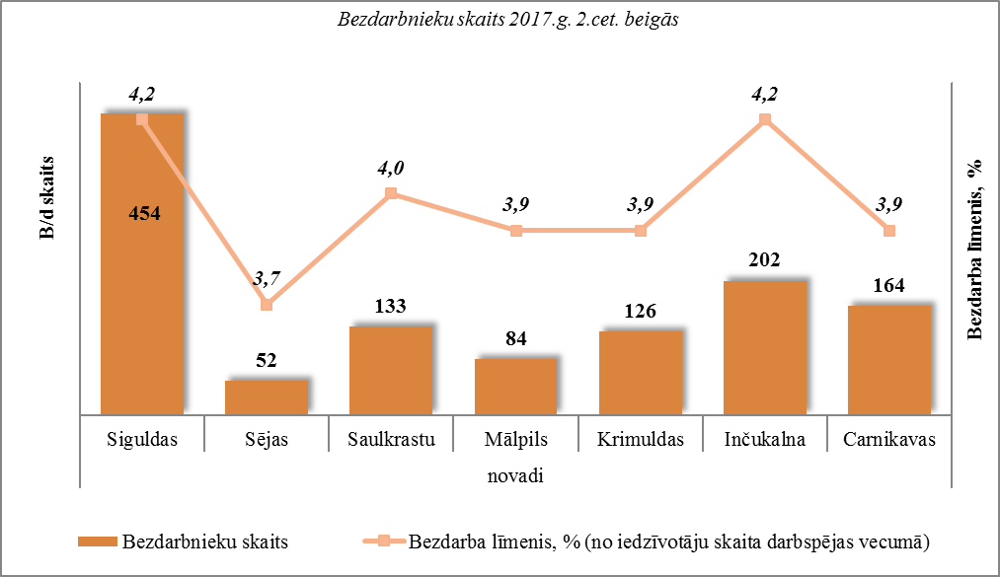 Bezdarbnieku skaits 2017.g. 2.cet. beigās
B/d skaits
Bezdarba līmenis, %
4,2
3,7
4,0
3,9
3,9
4,2
3,9
454
52
133
84
126
202
164
Siguldas
Sējas
Saulkrastu
Mālpils
Krimuldas
Inčukalna
Carnikavas
novadi
Bezdarbnieku skaits
Bezdarba līmenis, % (no iedzīvotāju skaita darbspējas vecumā)